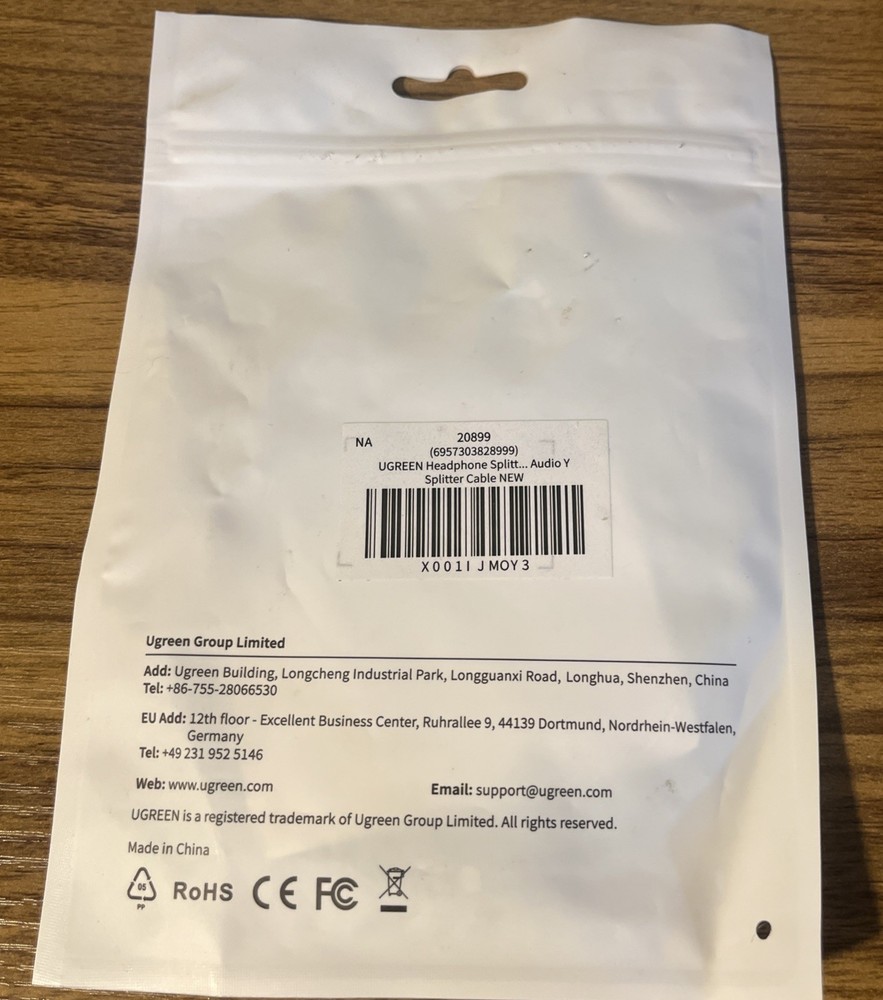 NA
20899
(6957303828999)
UGREEN Headphone Splitt... Audio Y
Splitter Cable NEW
X001IJMOY3
Ugreen Group Limited
Add: Ugreen Building, Longcheng Industrial Park, Longguanxi Road, Longhua, Shenzhen, China
Tel: +86-755-28066530
EU Add: 12th floor - Excellent Business Center, Ruhrallee 9, 44139 Dortmund, Nordrhein-Westfalen,
Germany
Tel: +49 231 952 5146
Web: www.ugreen.com Email: support@ugreen.com
UGREEN is a registered trademark of Ugreen Group Limited. All rights reserved.
Made in China
05
PP
RoHS CE FC